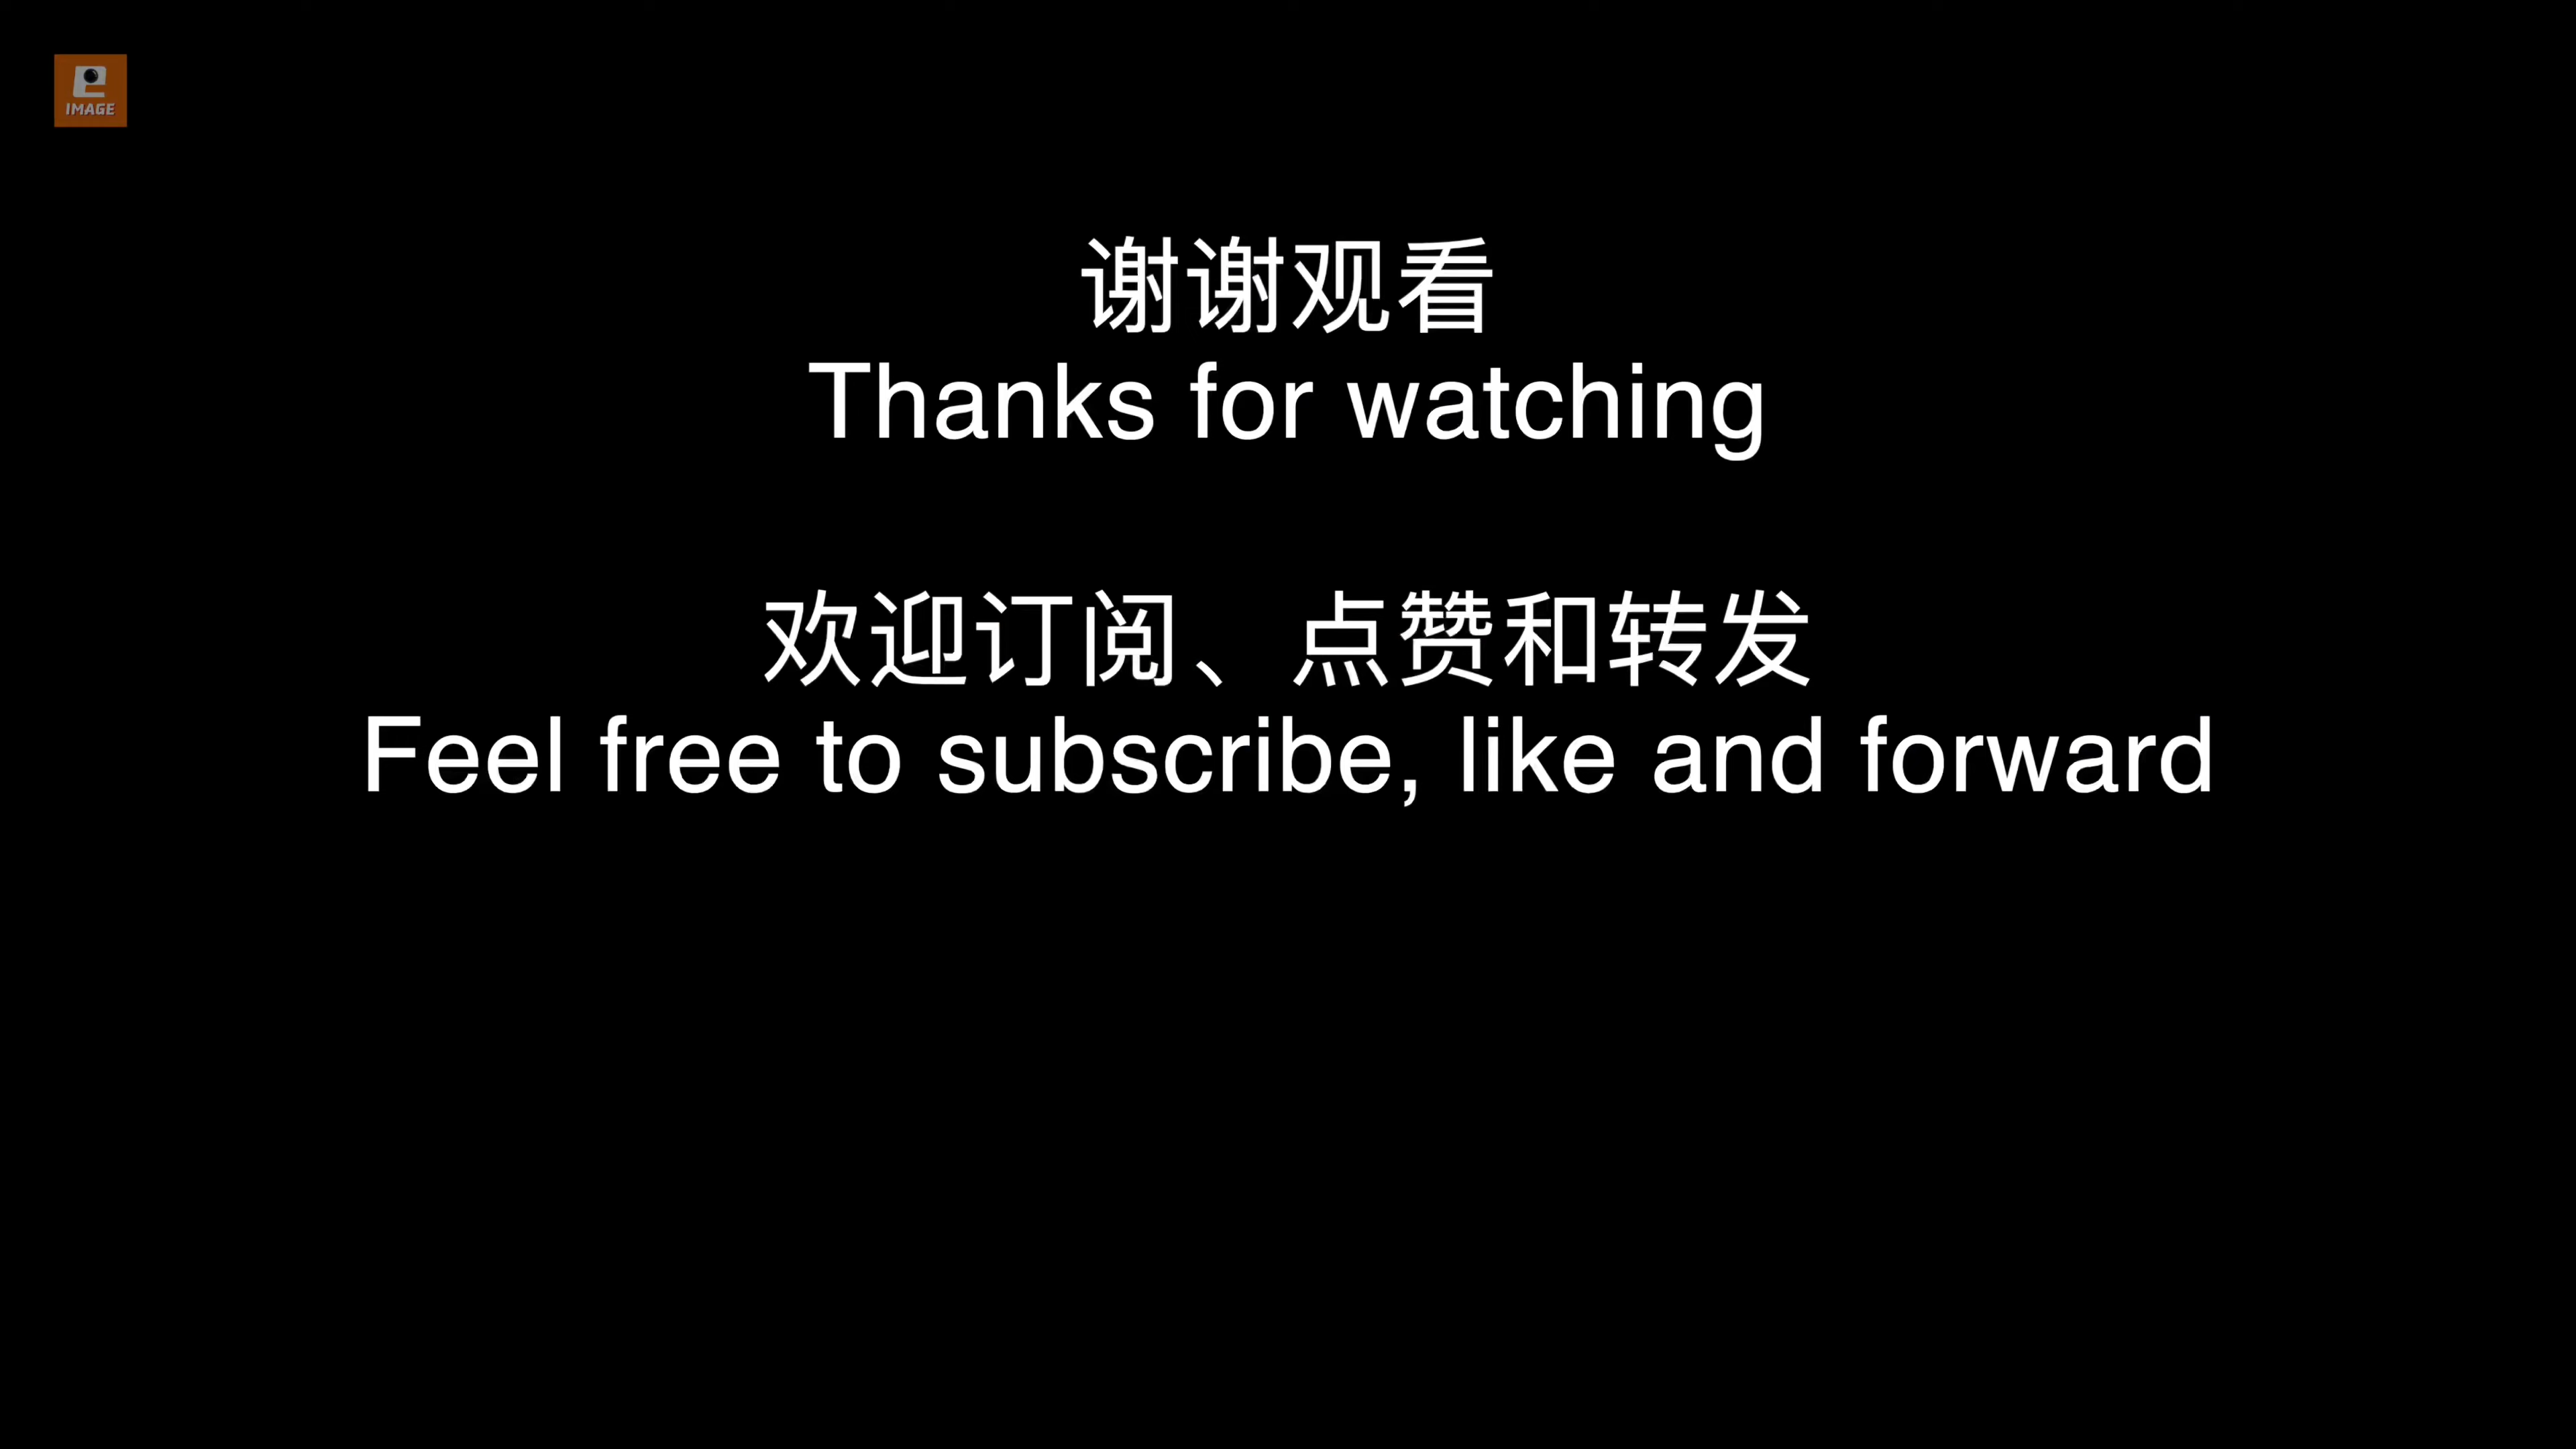 e
IMAGE
谢谢观看
Thanks for watching
欢迎订阅、点赞和转发
Feel free to subscribe, like and forward